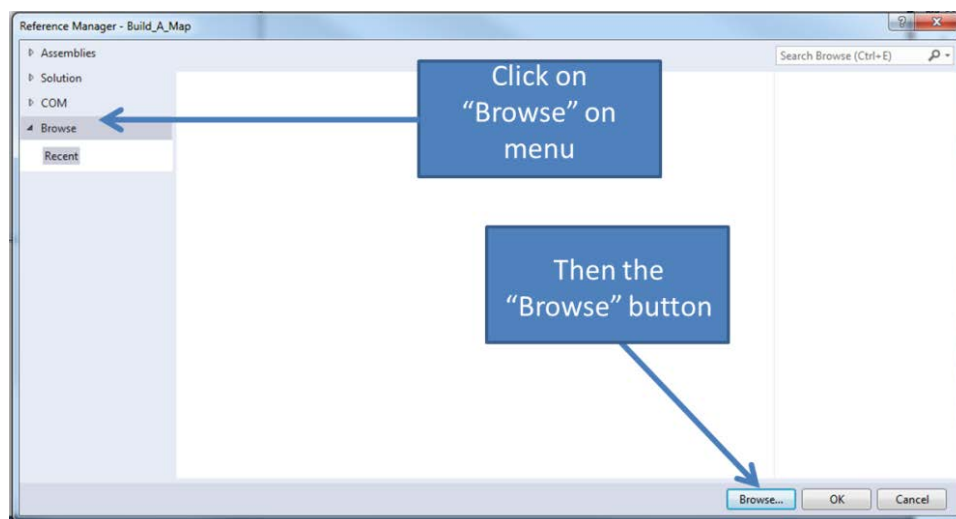 Reference Manager - Build_A_Map
Assemblies
Search Browse (Ctrl+E)
Solution
COM
Browse
Recent
Click on
“Browse” on
menu
Then the
“Browse” button
Browse...
OK
Cancel